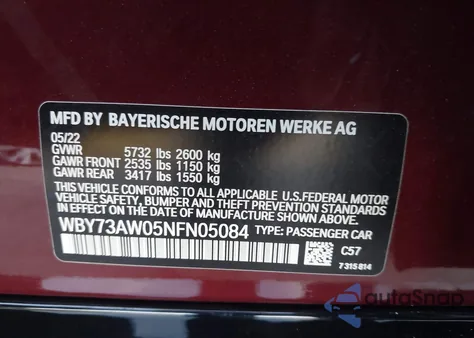 MFD BY BAYERISCHE MOTOREN WERKE AG
05/22
GVWR 5732 lbs 2600 kg
GAWR FRONT 2535 lbs 1150 kg
GAWR REAR 3417 lbs 1550 kg
THIS VEHICLE CONFORMS TO ALL APPLICABLE U.S.FEDERAL MOTOR
VEHICLE SAFETY, BUMPER AND THEFT PREVENTION STANDARDS
IN EFFECT ON THE DATE OF MANUFACTURE SHOWN ABOVE.
WBY73AW05NFN05084 TYPE: PASSENGER CAR
C57
7315814
autoSnap